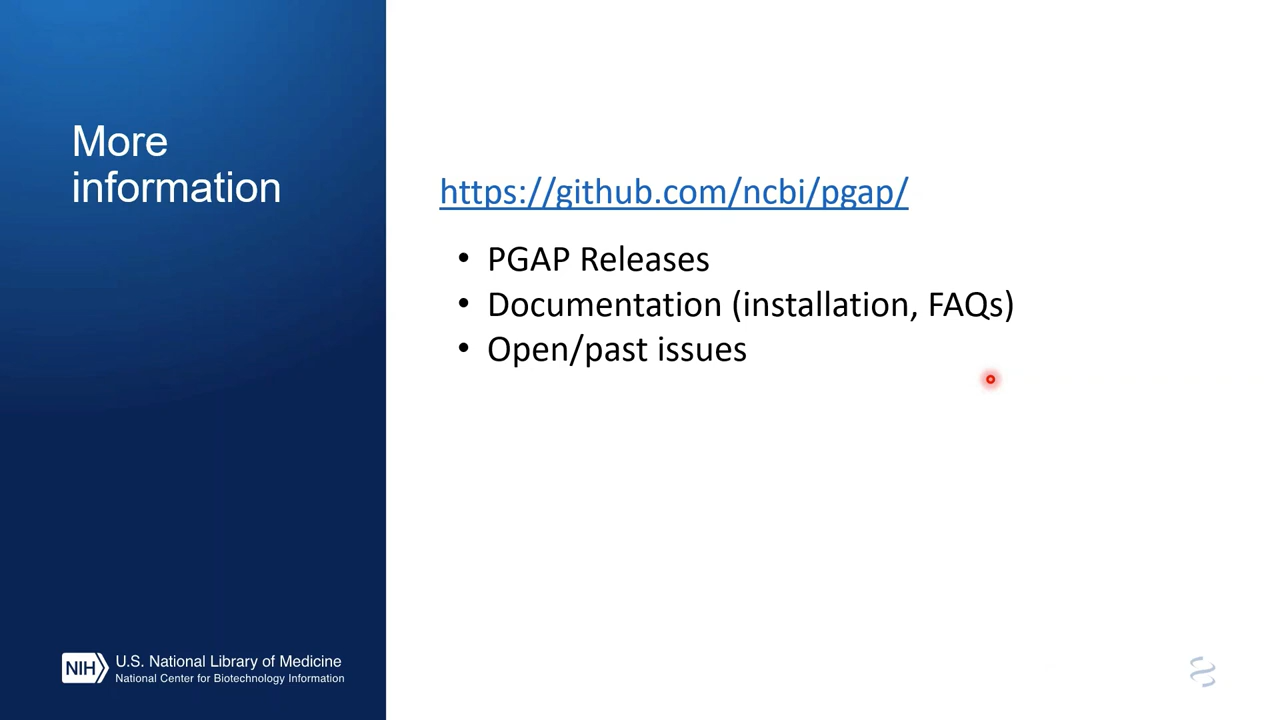 More
information
https://github.com/ncbi/pgap/
• PGAP Releases
• Documentation (installation, FAQs)
• Open/past issues
NIH
U.S. National Library of Medicine
National Center for Biotechnology Information